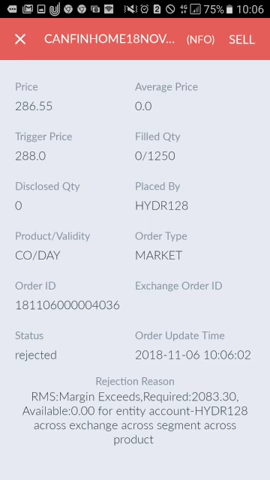 75% 10:06
CANFINHOME18NOV... (NFO) SELL
Price Average Price
286.55 0.0
Trigger Price Filled Qty
288.0 0/1250
Disclosed Qty Placed By
0 HYDR128
Product/Validity Order Type
CO/DAY MARKET
Order ID Exchange Order ID
181106000004036
Status Order Update Time
rejected 2018-11-06 10:06:02
Rejection Reason
RMS:Margin Exceeds,Required:2083.30,
Available:0.00 for entity account-HYDR128
across exchange across segment across
product